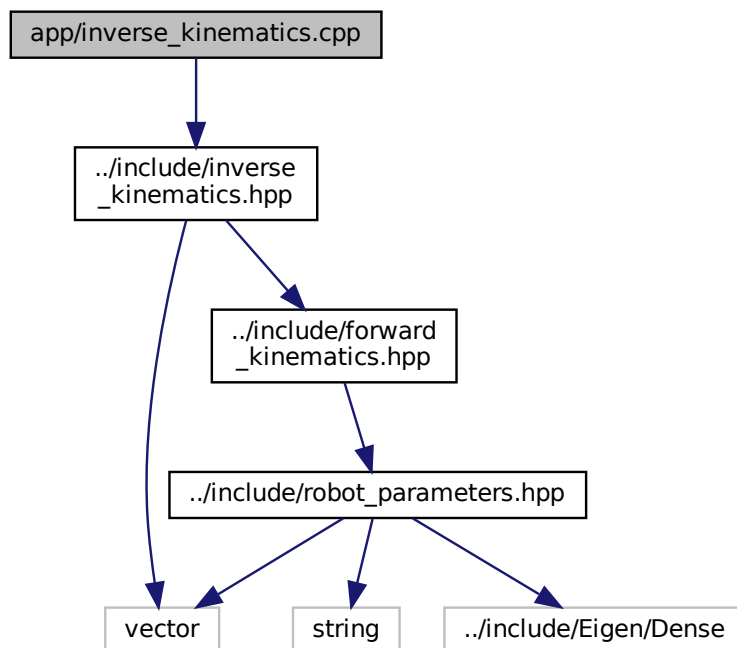 app/inverse_kinematics.cpp
../include/inverse
_kinematics.hpp
../include/forward
_kinematics.hpp
../include/robot_parameters.hpp
vector
string
../include/Eigen/Dense